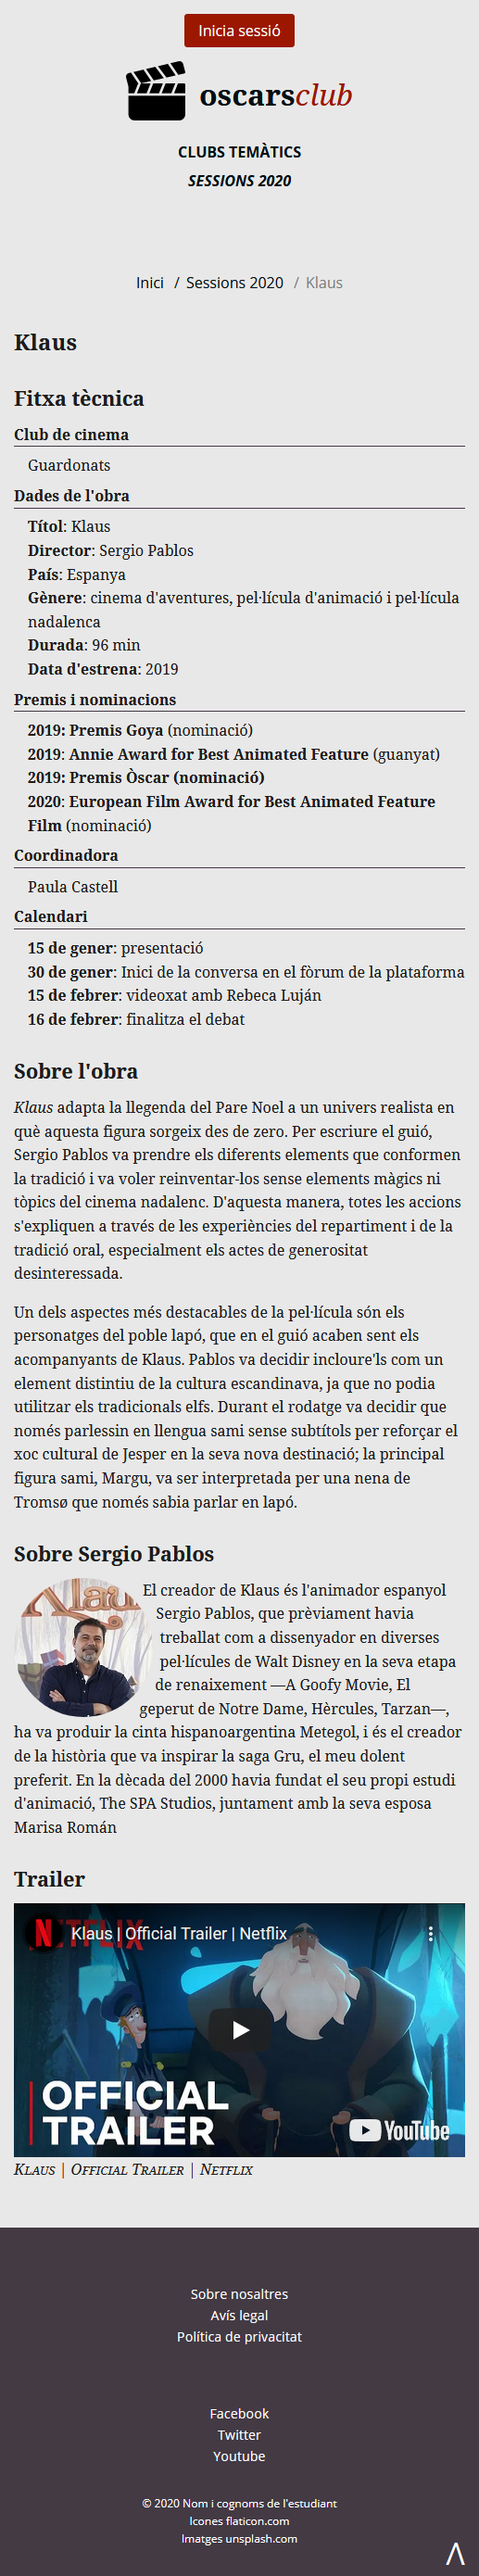 Inicia sessió
oscarsclub
CLUBS TEMÀTICS
SESSIONS 2020
Inici / Sessions 2020 / Klaus
Klaus
Fitxa tècnica
Club de cinema
Guardonats
Dades de l'obra
Títol: Klaus
Director: Sergio Pablos
País: Espanya
Gènere: cinema d'aventures, pel·lícula d'animació i pel·lícula
nadalenca
Durada: 96 min
Data d'estrena: 2019
Premis i nominacions
2019: Premis Goya (nominació)
2019: Annie Award for Best Animated Feature (guanyat)
2019: Premis Òscar (nominació)
2020: European Film Award for Best Animated Feature
Film (nominació)
Coordinadora
Paula Castell
Calendari
15 de gener: presentació
30 de gener: Inici de la conversa en el fòrum de la plataforma
15 de febrer: videoxat amb Rebeca Luján
16 de febrer: finalitza el debat
Sobre l'obra
Klaus adapta la llegenda del Pare Noel a un univers realista en
què aquesta figura sorgeix des de zero. Per escriure el guió,
Sergio Pablos va prendre els diferents elements que conformen
la tradició i va voler reinventar-los sense elements màgics ni
tòpics del cinema nadalenc. D'aquesta manera, totes les accions
s'expliquen a través de les experiències del repartiment i de la
tradició oral, especialment els actes de generositat
desinteressada.
Un dels aspectes més destacables de la pel·lícula són els
personatges del poble lapó, que en el guió acaben sent els
acompanyants de Klaus. Pablos va decidir incloure'ls com un
element distintiu de la cultura escandinava, ja que no podia
utilitzar els tradicionals elfs. Durant el rodatge va decidir que
només parlessin en llengua sami sense subtítols per reforçar el
xoc cultural de Jesper en la seva nova destinació; la principal
figura sami, Margu, va ser interpretada per una nena de
Tromsø que només sabia parlar en lapó.
Sobre Sergio Pablos
Klaus
El creador de Klaus és l'animador espanyol
Sergio Pablos, que prèviament havia
treballat com a dissenyador en diverses
pel·lícules de Walt Disney en la seva etapa
de renaixement —A Goofy Movie, El
geperut de Notre Dame, Hèrcules, Tarzan—,
ha va produir la cinta hispanoargentina Metegol, i és el creador
de la història que va inspirar la saga Gru, el meu dolent
preferit. En la dècada del 2000 havia fundat el seu propi estudi
d'animació, The SPA Studios, juntament amb la seva esposa
Marisa Román
Trailer
NETFLIX
N Klaus | Official Trailer | Netflix
OFFICIAL
TRAILER
YouTube
Klaus | Official Trailer | Netflix
Sobre nosaltres
Avís legal
Política de privacitat
Facebook
Twitter
Youtube
© 2020 Nom i cognoms de l'estudiant
Icones flaticon.com
Imatges unsplash.com